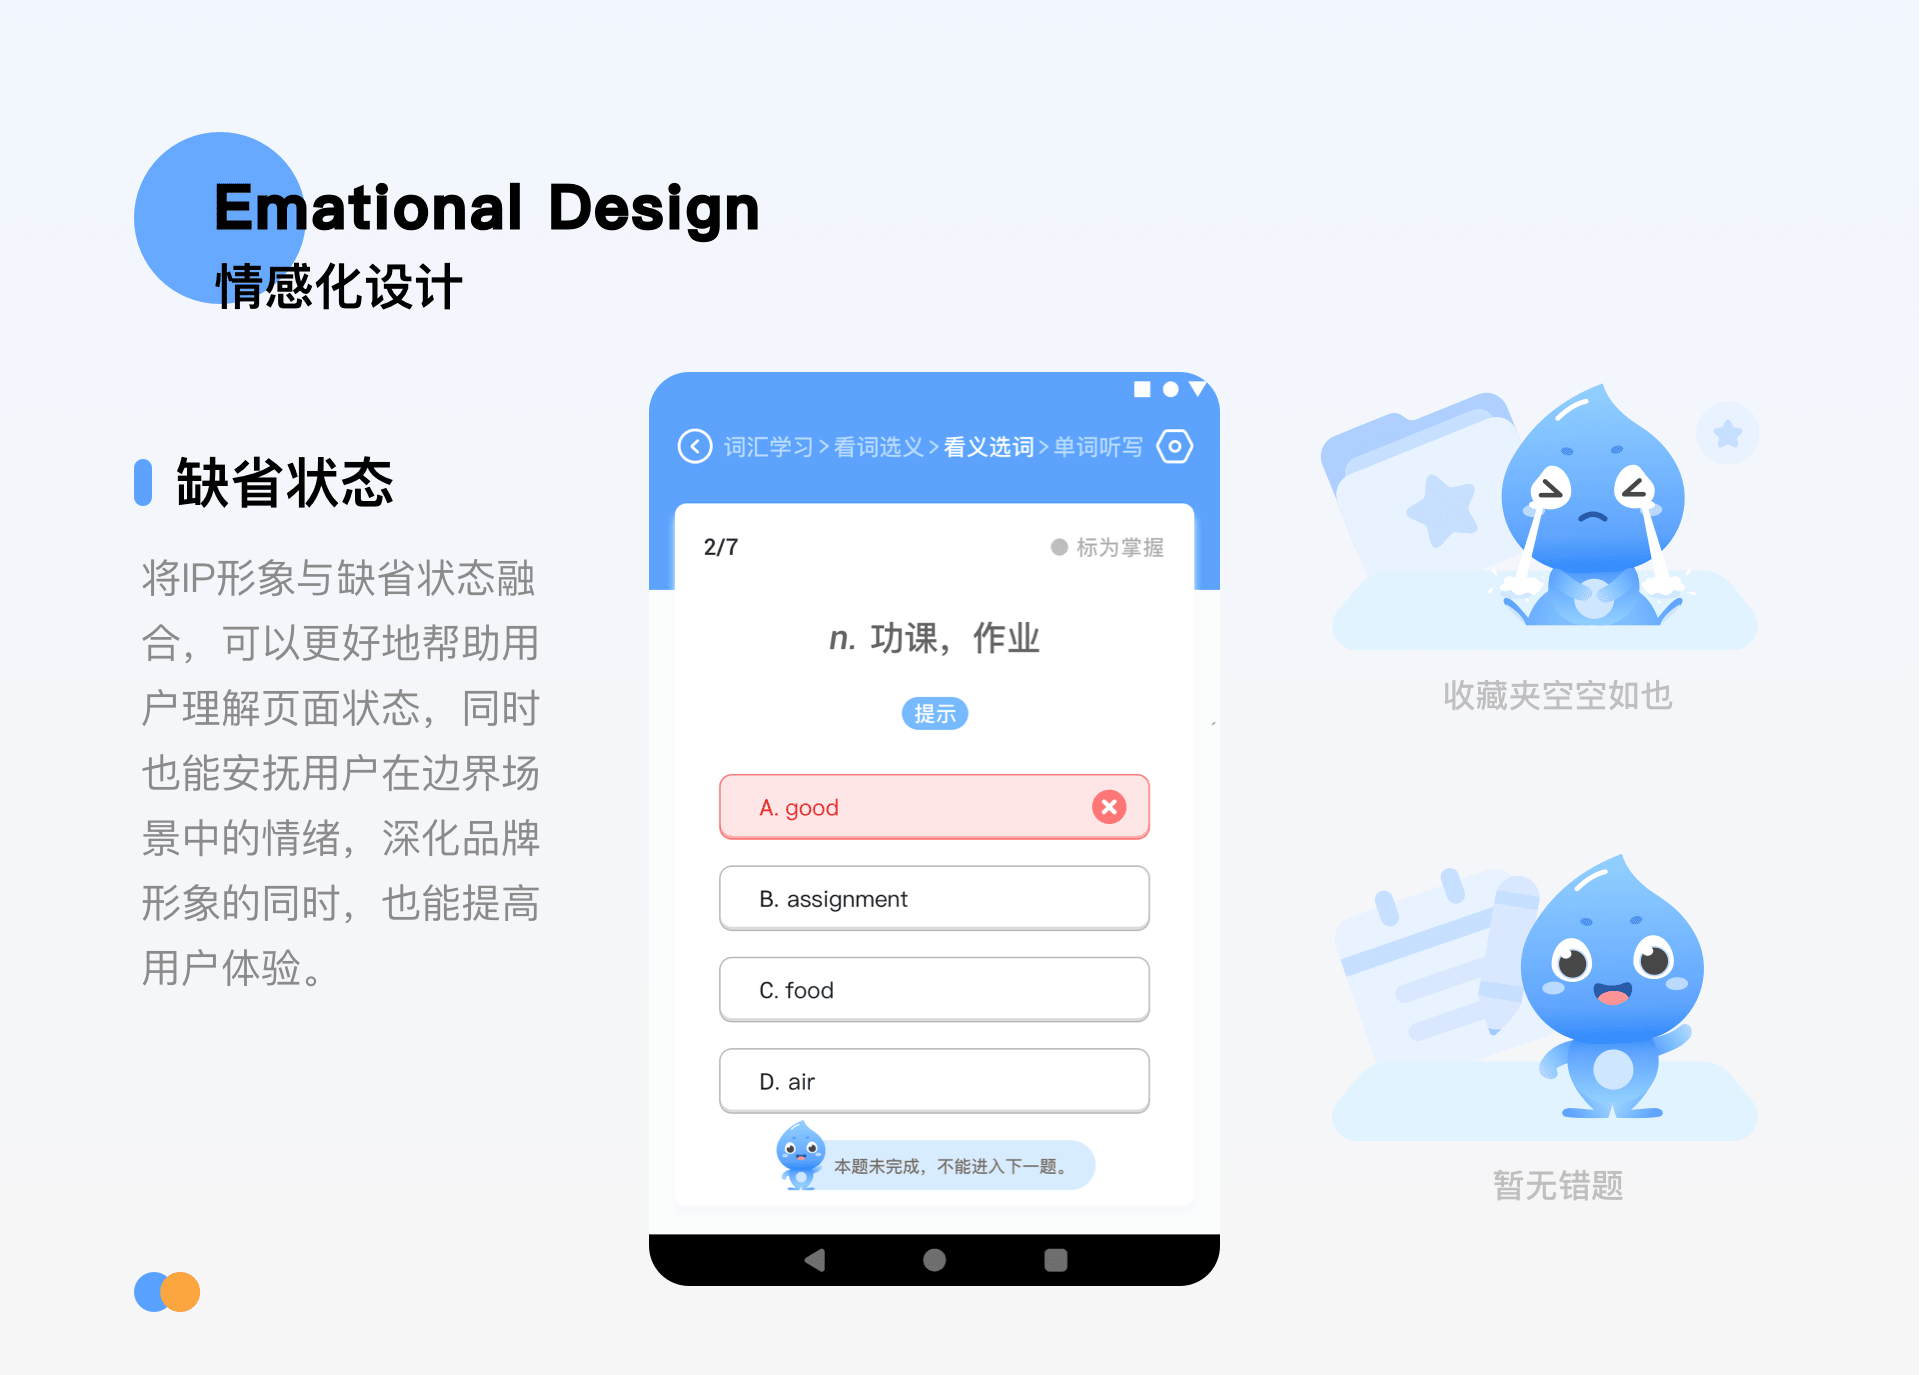 Emational Design
情感化设计
缺省状态
将IP形象与缺省状态融
合，可以更好地帮助用
户理解页面状态，同时
也能安抚用户在边界场
景中的情绪，深化品牌
形象的同时，也能提高
用户体验。
词汇学习>看词选义>看义选词>单词听写
2/7
标为掌握
n. 功课，作业
提示
A. good
B. assignment
C. food
D. air
本题未完成，不能进入下一题。
收藏夹空空如也
暂无错题